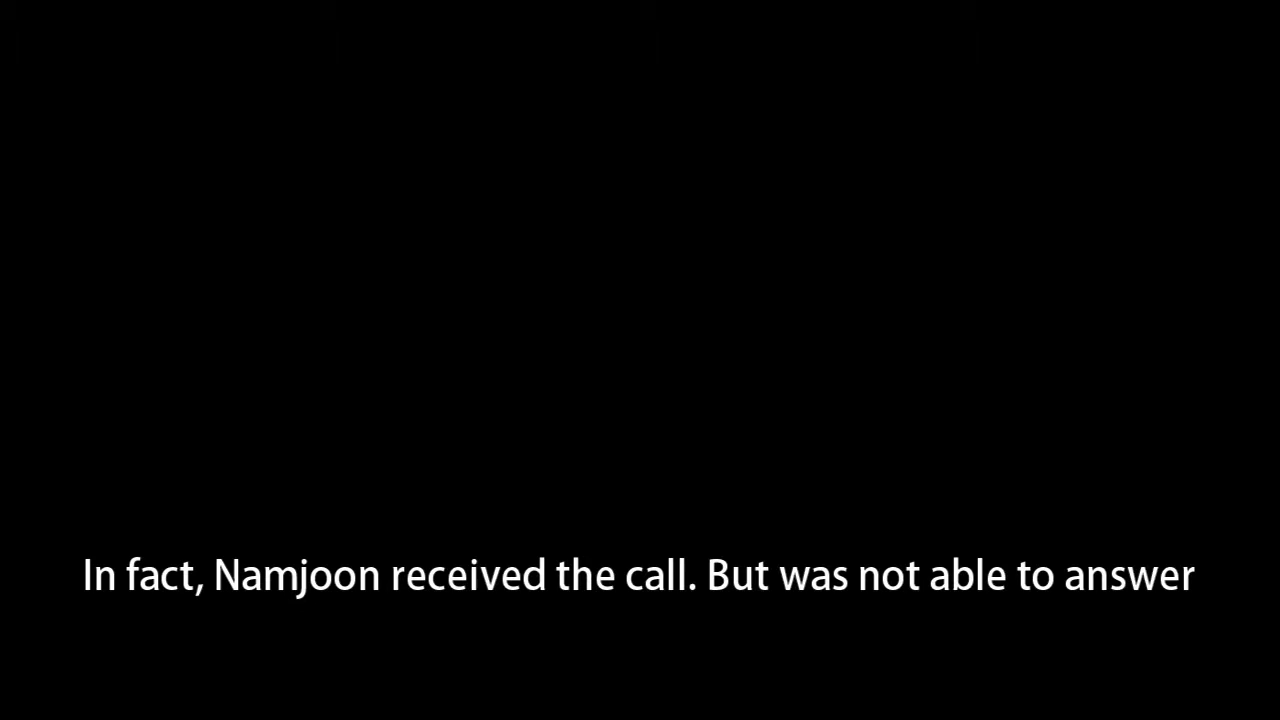 In fact, Namjoon received the call. But was not able to answer